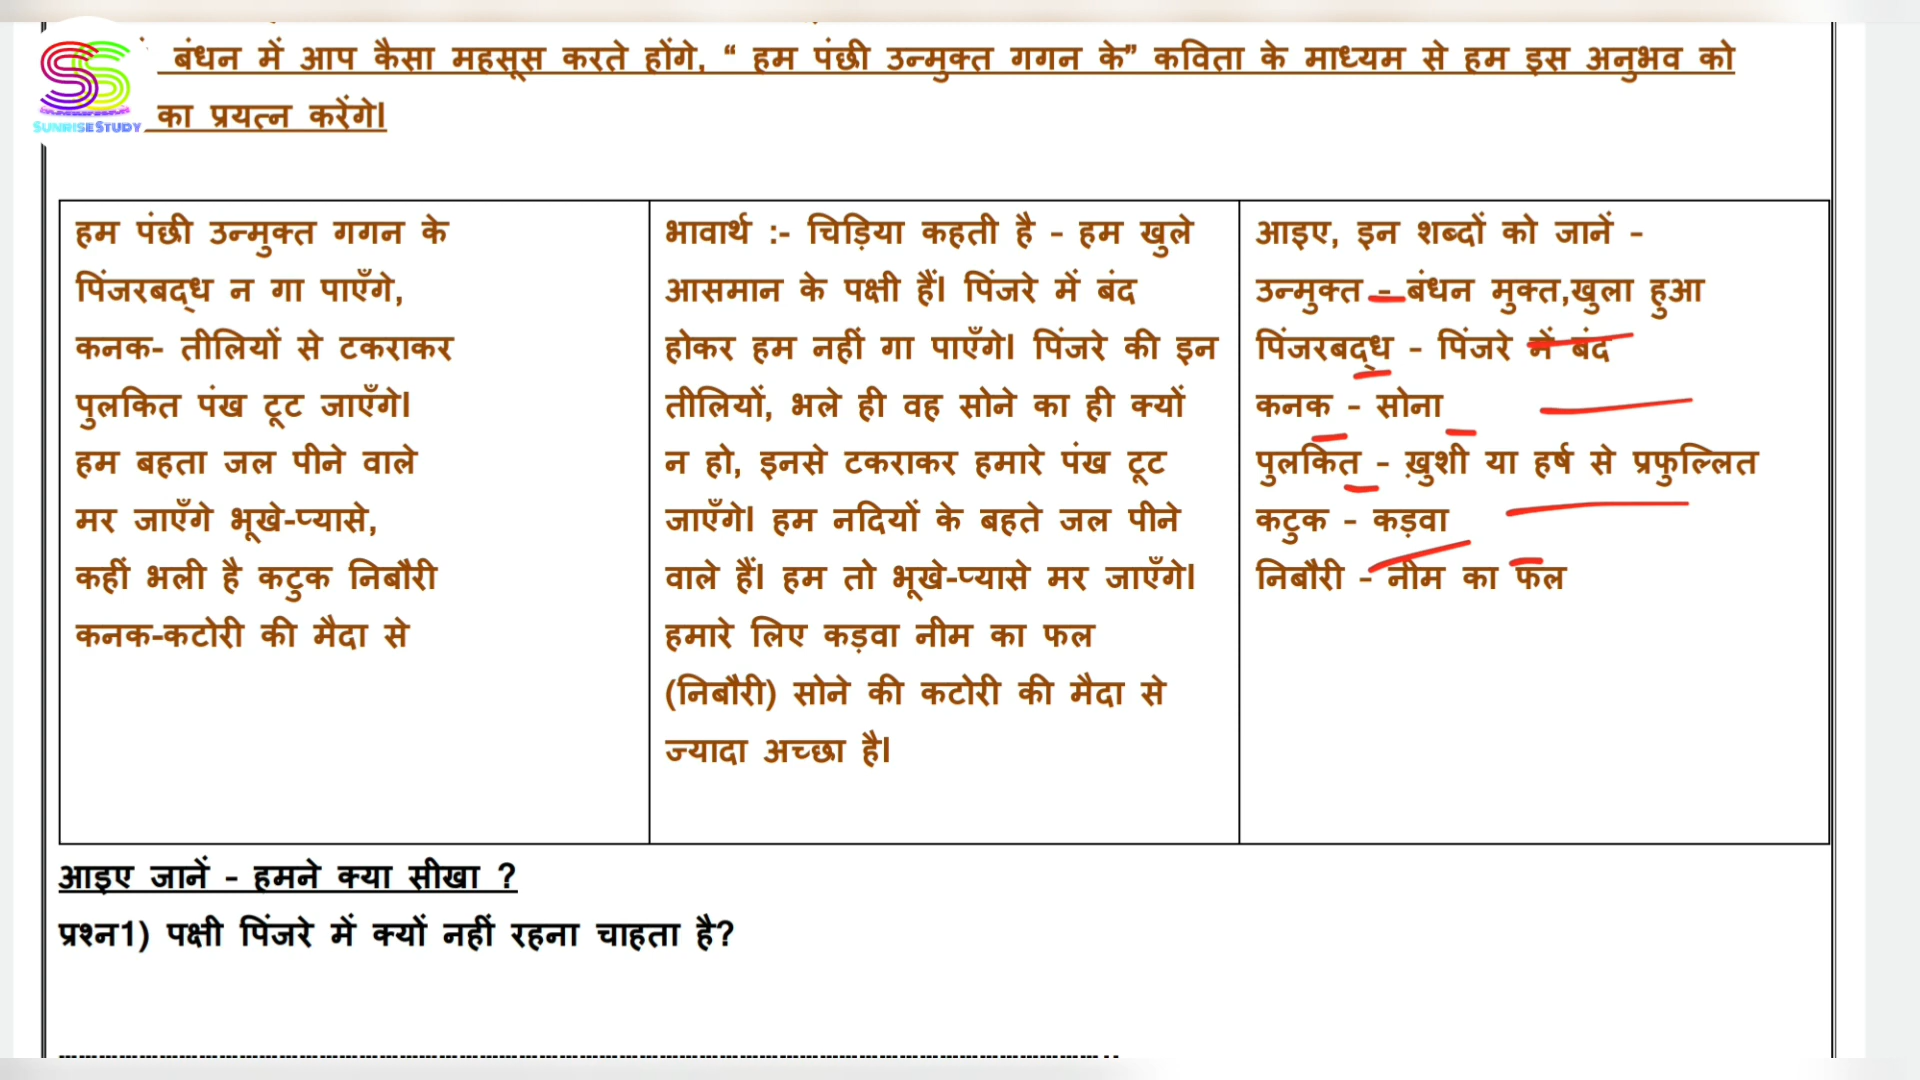 बंधन में आप कैसा महसूस करते होंगे, “ हम पंछी उन्मुक्त गगन के” कविता के माध्यम से हम इस अनुभव को
SUNRISESTUDY
का प्रयत्न करेंगे।
हम पंछी उन्मुक्त गगन के
पिंजरबद्ध न गा पाएँगे,
कनक- तीलियों से टकराकर
पुलकित पंख टूट जाएँगे।
हम बहता जल पीने वाले
मर जाएँगे भूखे-प्यासे,
कहीं भली है कटुक निबौरी
कनक-कटोरी की मैदा से
भावार्थ :- चिड़िया कहती है – हम खुले
आसमान के पक्षी हैं। पिंजरे में बंद
होकर हम नहीं गा पाएँगे। पिंजरे की इन
तीलियों, भले ही वह सोने का ही क्यों
न हो, इनसे टकराकर हमारे पंख टूट
जाएँगे। हम नदियों के बहते जल पीने
वाले हैं। हम तो भूखे-प्यासे मर जाएँगे।
हमारे लिए कड़वा नीम का फल
(निबौरी) सोने की कटोरी की मैदा से
ज्यादा अच्छा है।
आइए, इन शब्दों को जानें –
उन्मुक्त – बंधन मुक्त,खुला हुआ
पिंजरबद्ध – पिंजरे में बंद
कनक – सोना
पुलकित – ख़ुशी या हर्ष से प्रफुल्लित
कटुक – कड़वा
निबौरी – नीम का फल
आइए जानें – हमने क्या सीखा ?
प्रश्न1) पक्षी पिंजरे में क्यों नहीं रहना चाहता है?